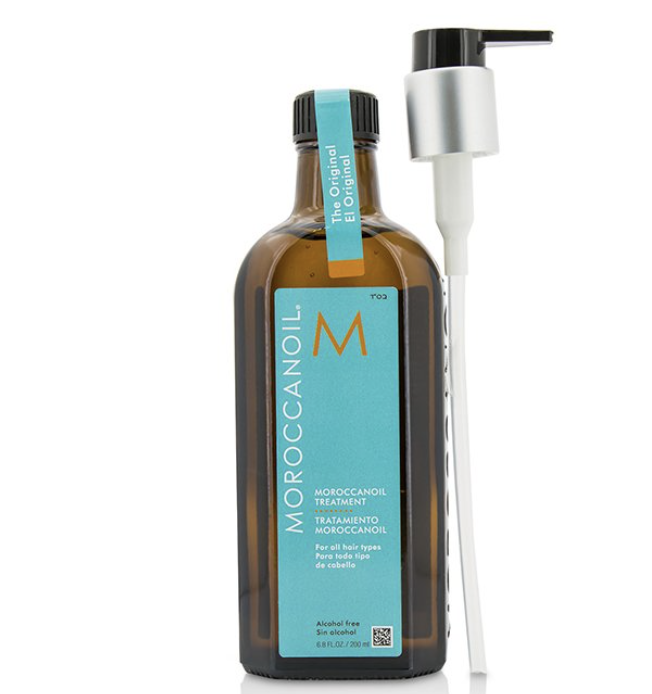 The Original
El Original
M
MOROCCANOIL®
MOROCCANOIL
TREATMENT
TRATAMIENTO
MOROCCANOIL
For all hair types
Para todo tipo
de cabello
Alcohol free
Sin alcohol
6.8 FL.OZ. / 200 ml